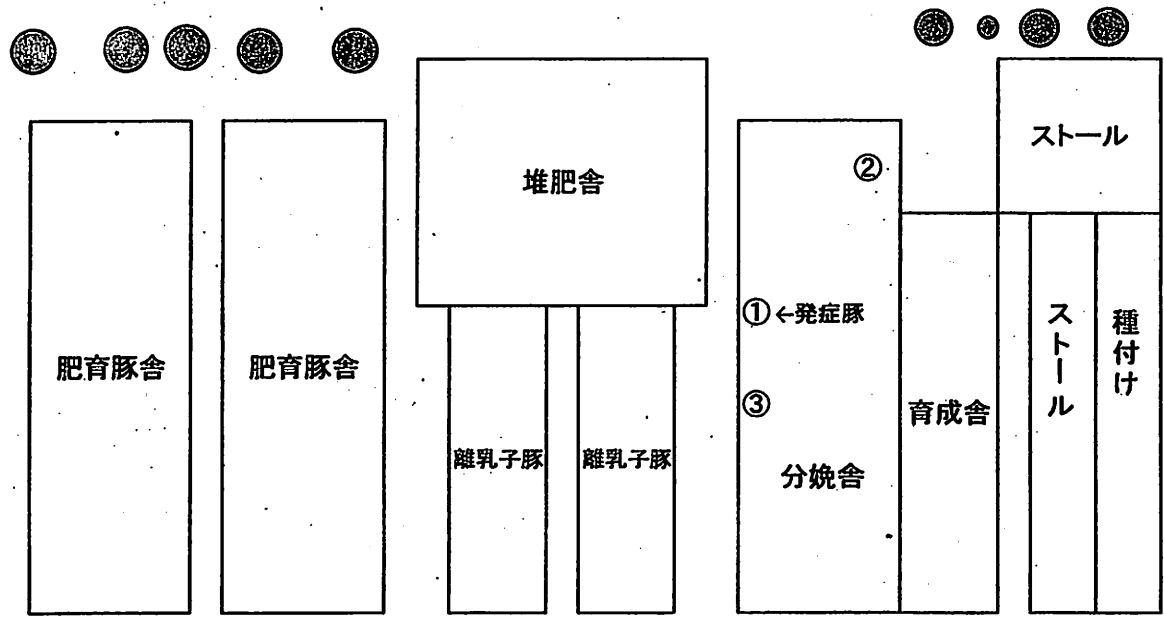 ストール
②
堆肥舎
①←発症豚
ストール
種付け
肥育豚舎
肥育豚舎
③
育成舎
離乳子豚
離乳子豚
分娩舎